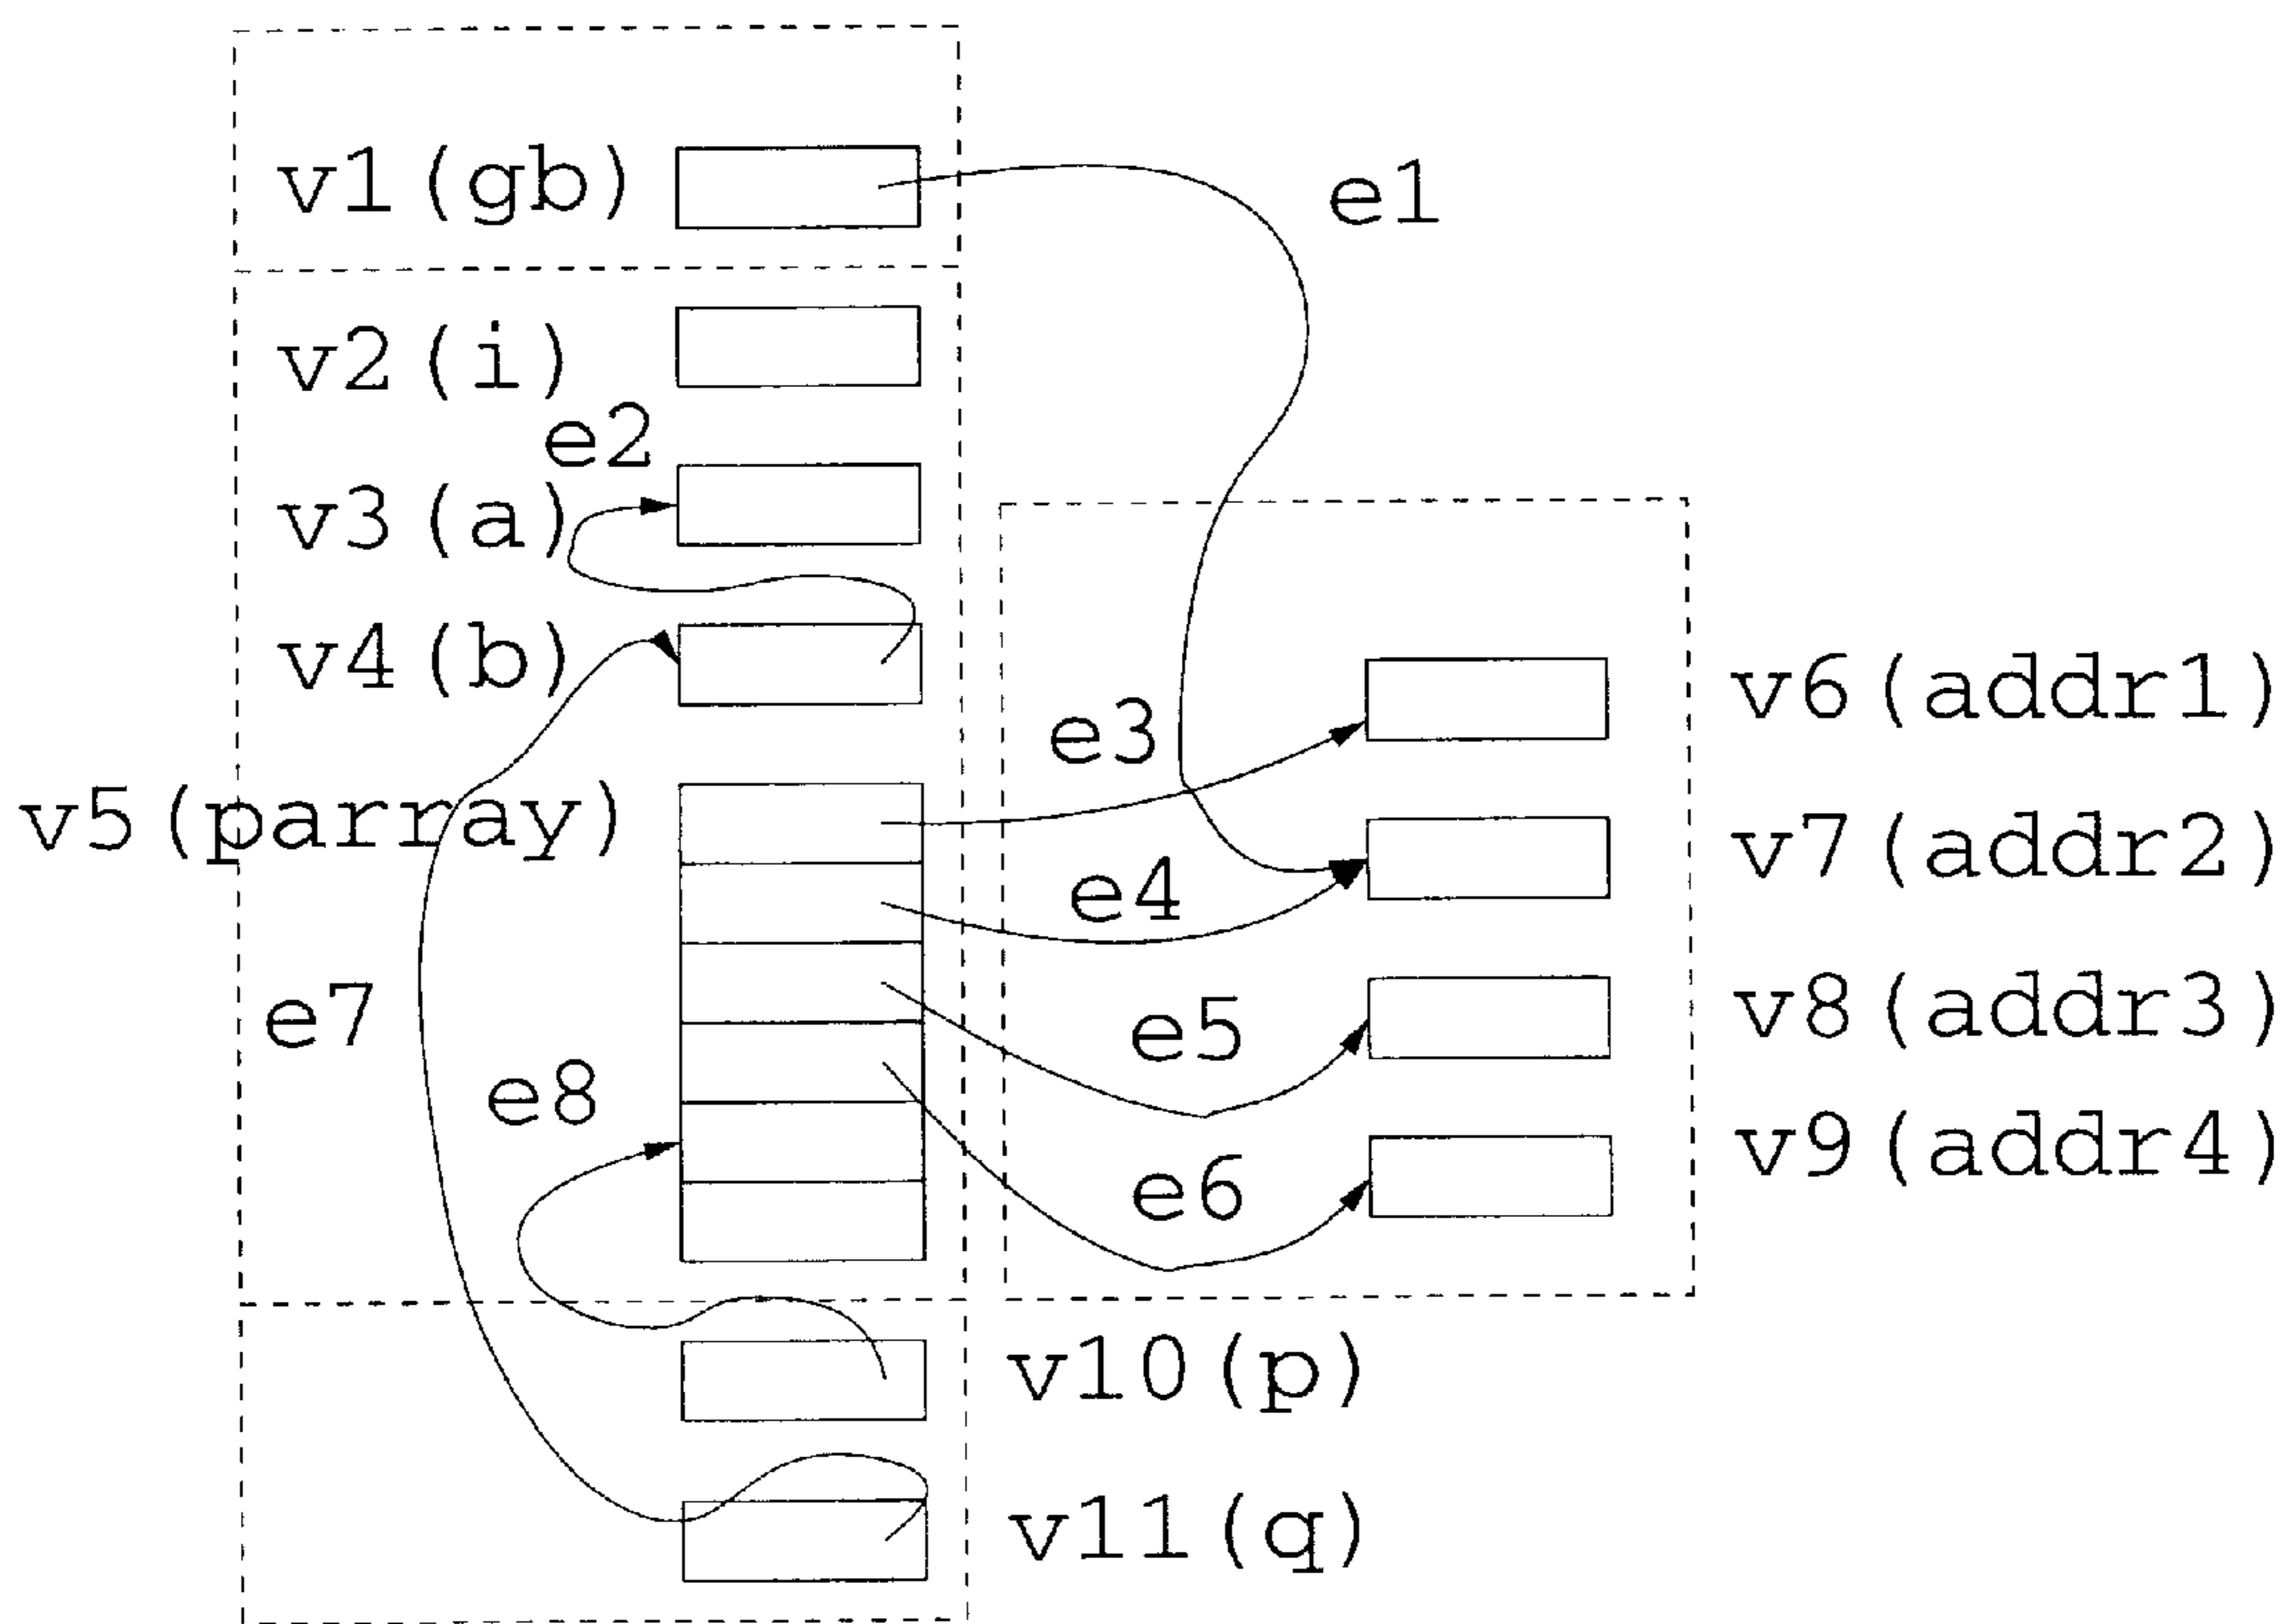 v1(gb)
e1
v2(i)
e2
v3(a)
v4(b)
v6(addr1)
e3
v5(parray)
v7(addr2)
e4
v8(addr3)
e7
e5
e8
v9(addr4)
e6
v10(p)
v11(q)